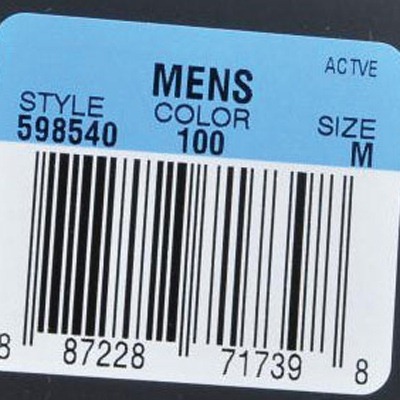 ACTVE
MENS
STYLE COLOR SIZE
598540 100 M
8 87228 71739 8